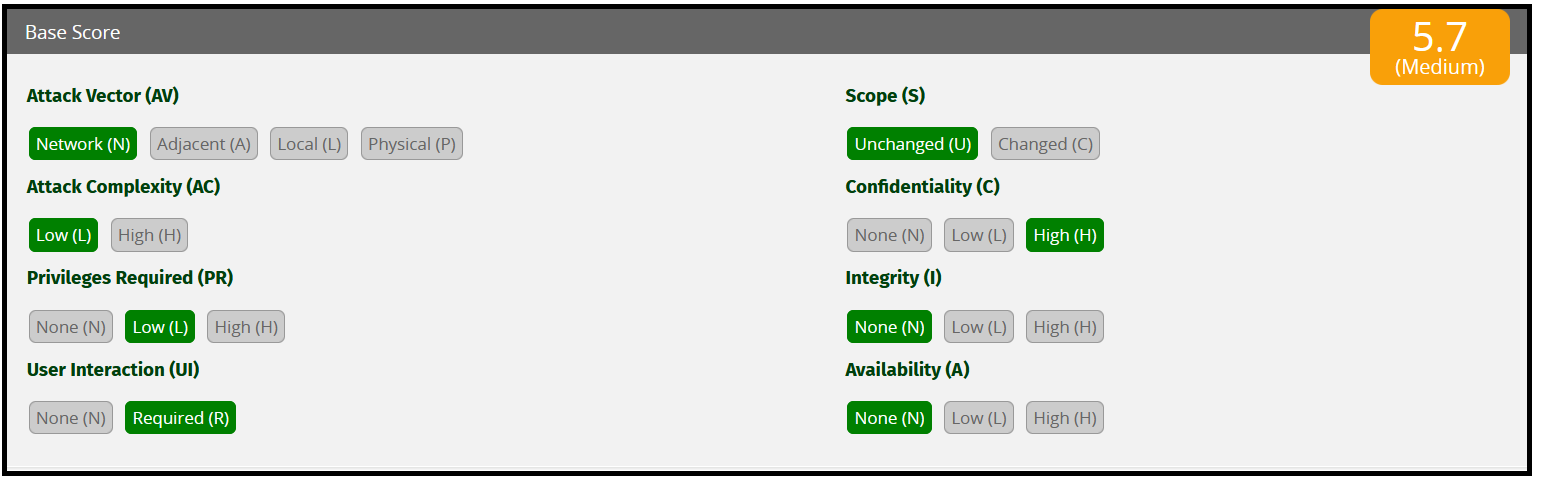 Base Score
5.7
(Medium)
Attack Vector (AV)
Network (N) Adjacent (A) Local (L) Physical (P)
Attack Complexity (AC)
Low (L) High (H)
Privileges Required (PR)
None (N) Low (L) High (H)
User Interaction (UI)
None (N) Required (R)
Scope (S)
Unchanged (U) Changed (C)
Confidentiality (C)
None (N) Low (L) High (H)
Integrity (I)
None (N) Low (L) High (H)
Availability (A)
None (N) Low (L) High (H)